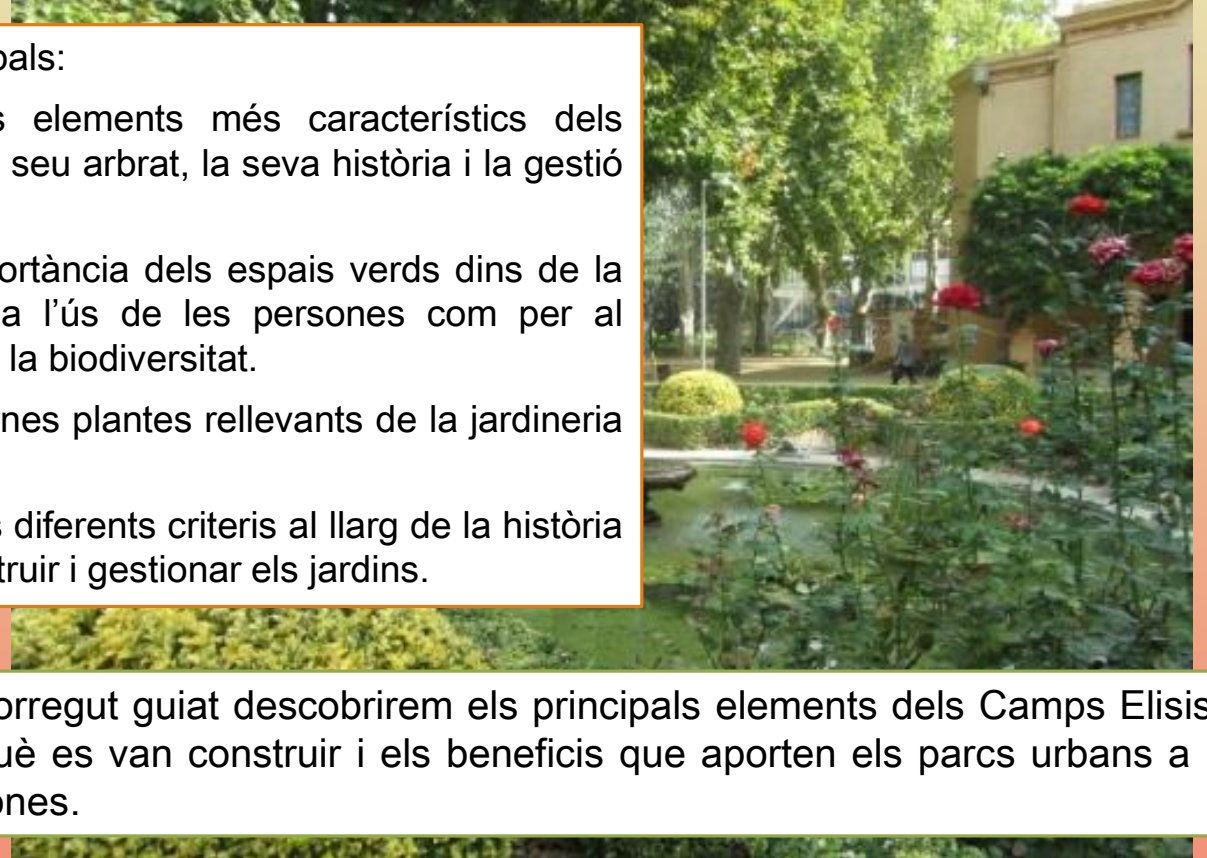 pals:
s elements més característics dels
seu arbrat, la seva història i la gestió
ortància dels espais verds dins de la
a l’ús de les persones com per al
la biodiversitat.
nes plantes rellevants de la jardineria
s diferents criteris al llarg de la història
truir i gestionar els jardins.
orregut guiat descobrirem els principals elements dels Camps Elisis
uè es van construir i els beneficis que aporten els parcs urbans a
ones.